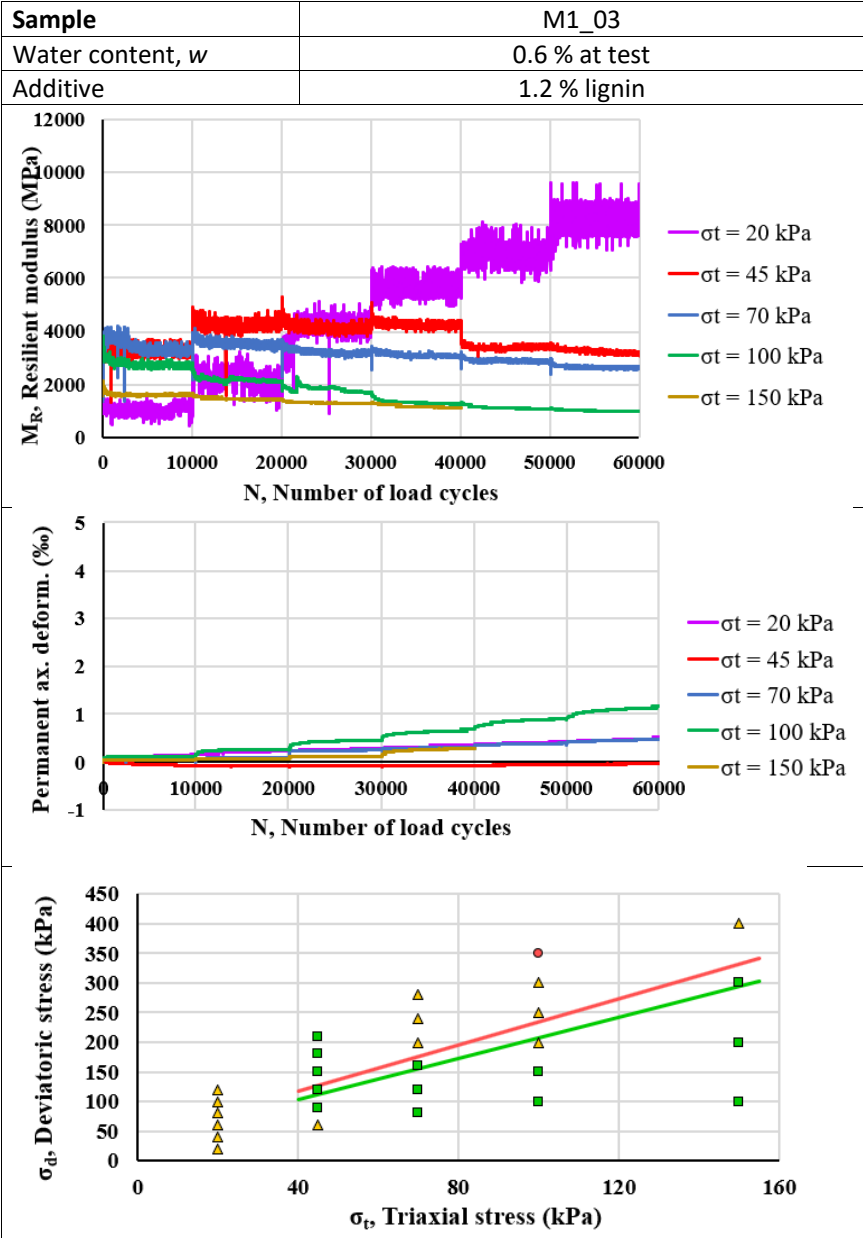 Sample M1_03
Water content, w 0.6 % at test
Additive 1.2 % lignin
MR, Resilient modulus (MPa)
12000
10000
8000
6000
4000
2000
0
0 10000 20000 30000 40000 50000 60000
N, Number of load cycles
σt = 20 kPa
σt = 45 kPa
σt = 70 kPa
σt = 100 kPa
σt = 150 kPa
Permanent ax. deform. (‰)
5
4
3
2
1
0
-1
0 10000 20000 30000 40000 50000 60000
N, Number of load cycles
σt = 20 kPa
σt = 45 kPa
σt = 70 kPa
σt = 100 kPa
σt = 150 kPa
σd, Deviatoric stress (kPa)
450
400
350
300
250
200
150
100
50
0
0 40 80 120 160
σt, Triaxial stress (kPa)